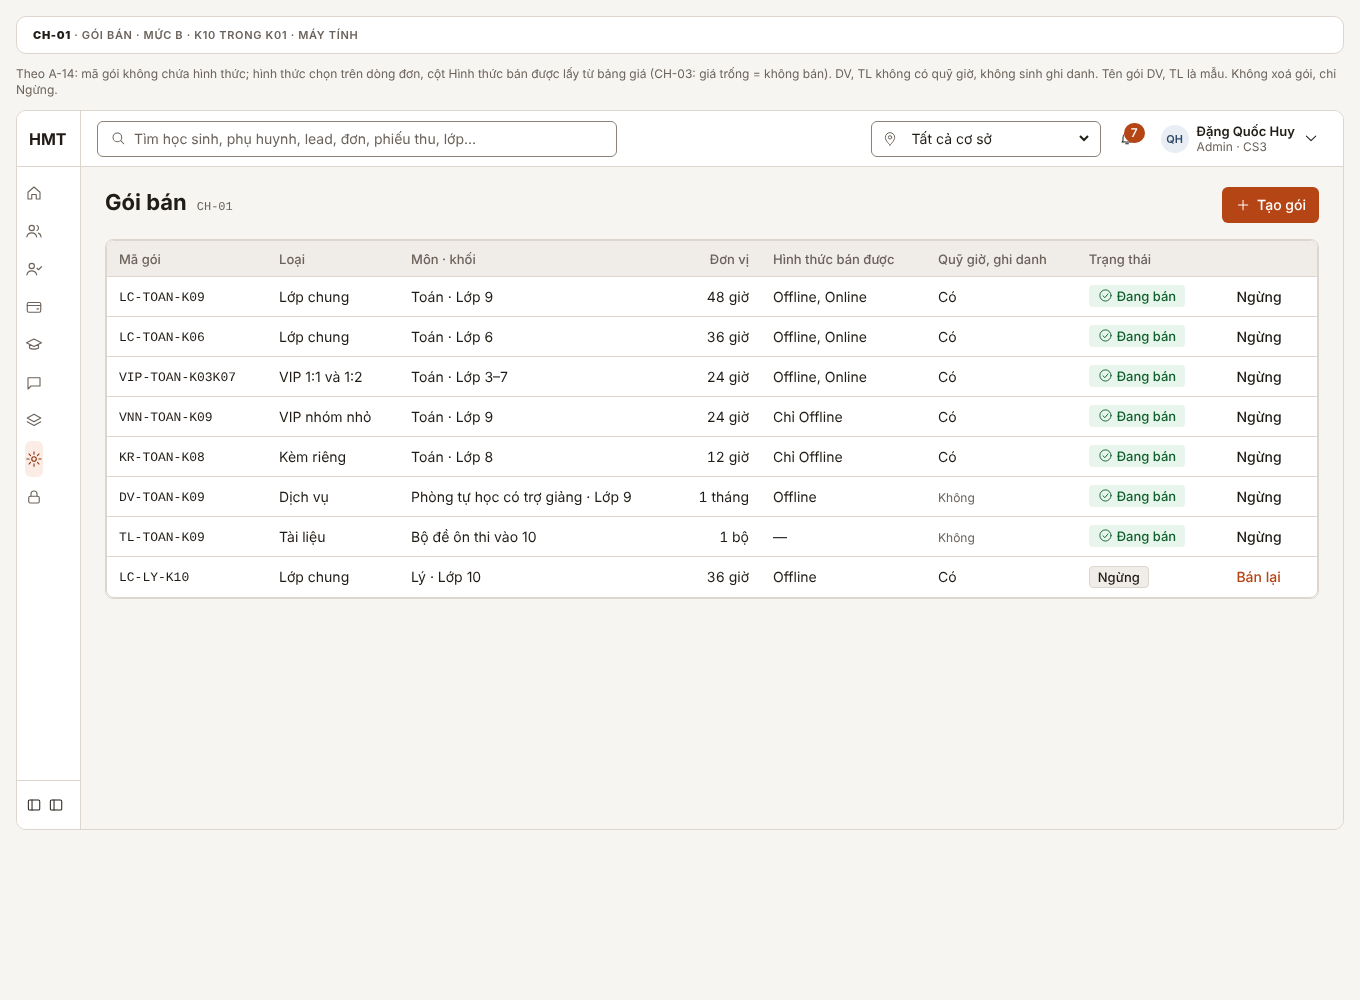 CH-01 · GÓI BÁN · MỨC B · K10 TRONG K01 · MÁY TÍNH
Theo A-14: mã gói không chứa hình thức; hình thức chọn trên dòng đơn, cột Hình thức bán được lấy từ bảng giá (CH-03: giá trống = không bán). DV, TL không có quỹ giờ, không sinh ghi danh. Tên gói DV, TL là mẫu. Không xoá gói, chỉ
Ngừng.
HMT
Tìm học sinh, phụ huynh, lead, đơn, phiếu thu, lớp...
Tất cả cơ sở
7
QH
Đặng Quốc Huy
Admin · CS3
Gói bán CH-01
+ Tạo gói
Mã gói Loại Môn · khối Đơn vị Hình thức bán được Quỹ giờ, ghi danh Trạng thái
LC-TOAN-K09 Lớp chung Toán · Lớp 9 48 giờ Offline, Online Có Đang bán Ngừng
LC-TOAN-K06 Lớp chung Toán · Lớp 6 36 giờ Offline, Online Có Đang bán Ngừng
VIP-TOAN-K03K07 VIP 1:1 và 1:2 Toán · Lớp 3–7 24 giờ Offline, Online Có Đang bán Ngừng
VNN-TOAN-K09 VIP nhóm nhỏ Toán · Lớp 9 24 giờ Chỉ Offline Có Đang bán Ngừng
KR-TOAN-K08 Kèm riêng Toán · Lớp 8 12 giờ Chỉ Offline Có Đang bán Ngừng
DV-TOAN-K09 Dịch vụ Phòng tự học có trợ giảng · Lớp 9 1 tháng Offline Không Đang bán Ngừng
TL-TOAN-K09 Tài liệu Bộ đề ôn thi vào 10 1 bộ — Không Đang bán Ngừng
LC-LY-K10 Lớp chung Lý · Lớp 10 36 giờ Offline Có Ngừng Bán lại